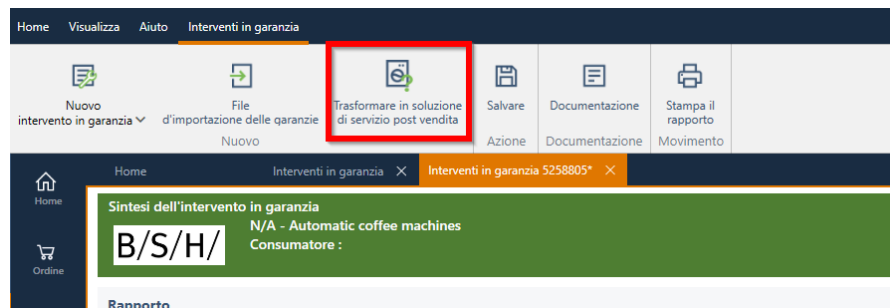 Home Visualizza Aiuto Interventi in garanzia
Nuovo
intervento in garanzia
File
d'importazione delle garanzie
Trasformare in soluzione
di servizio post vendita
Salvare
Documentazione
Stampa il
rapporto
Nuovo
Azione
Documentazione
Movimento
Home
Interventi in garanzia
Interventi in garanzia 5258805*
Home
Ordine
Sintesi dell'intervento in garanzia
B/S/H/
N/A - Automatic coffee machines
Consumatore :
Rapporto